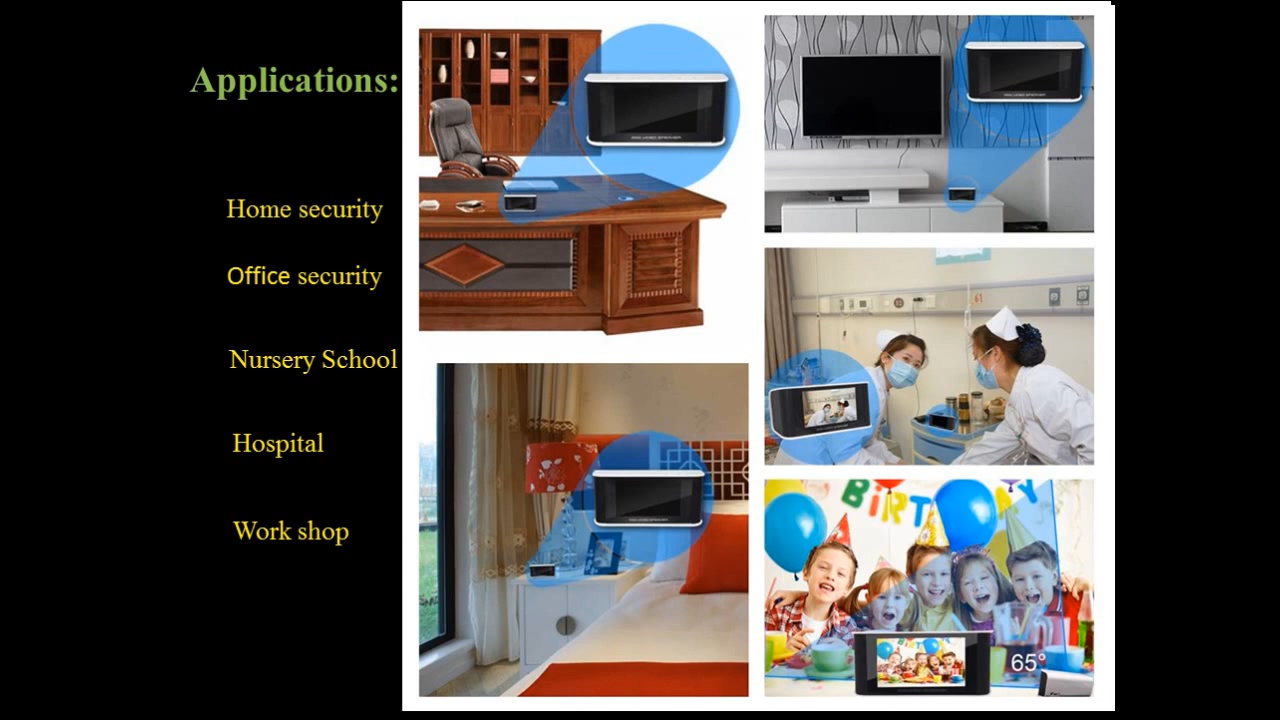 Applications:
Home security
Office security
Nursery School
Hospital
Work shop
BiRTHDAY
65°